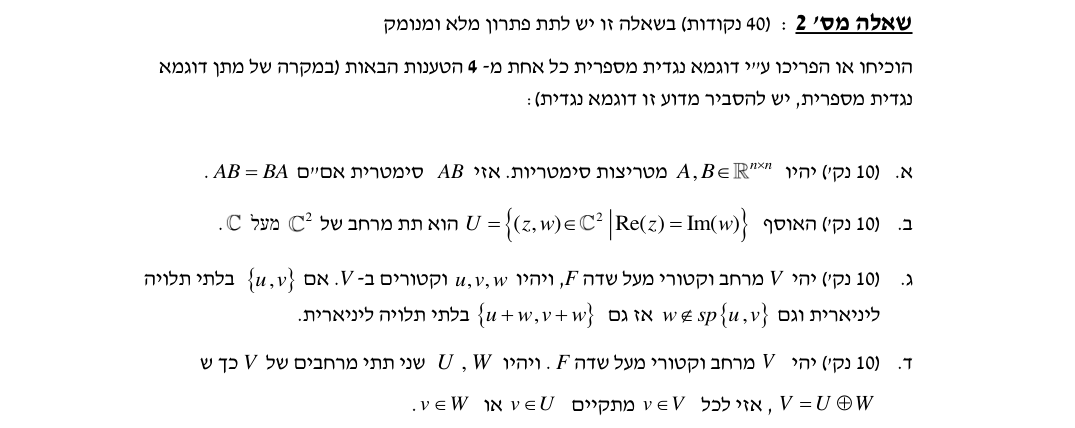 שאלה מס׳ 2 : (40 נקודות) בשאלה זו יש לתת פתרון מלא ומנומק
הוכיחו או הפריכו ע״י דוגמא נגדית מספרית כל אחת מ- 4 הטענות הבאות (במקרה של מתן דוגמא
נגדית מספרית, יש להסביר מדוע זו דוגמא נגדית):
א. (10 נק׳) יהיו A, B ∈ ℝⁿˣⁿ מטריצות סימטריות. אזי AB סימטרית אםם״ם AB = BA .
ב. (10 נק׳) האוסף U = {(z, w) ∈ ℂ² | Re(z) = Im(w)} הוא תת מרחב של ℂ² מעל ℂ .
ג. (10 נק׳) יהי V מרחב וקטורי מעל שדה F, ויהיו u, v, w וקטורים ב- V. אם {u, v} בלתי תלויה
ליניארית וגם w ∉ sp{u, v} אז גם {u + w, v + w} בלתי תלויה ליניארית.
ד. (10 נק׳) יהי V מרחב וקטורי מעל שדה F . ויהיו U , W שני תתי מרחבים של V כך ש
V = U ⊕ W , אזי לכל v ∈ V מתקיים v ∈ U או v ∈ W .